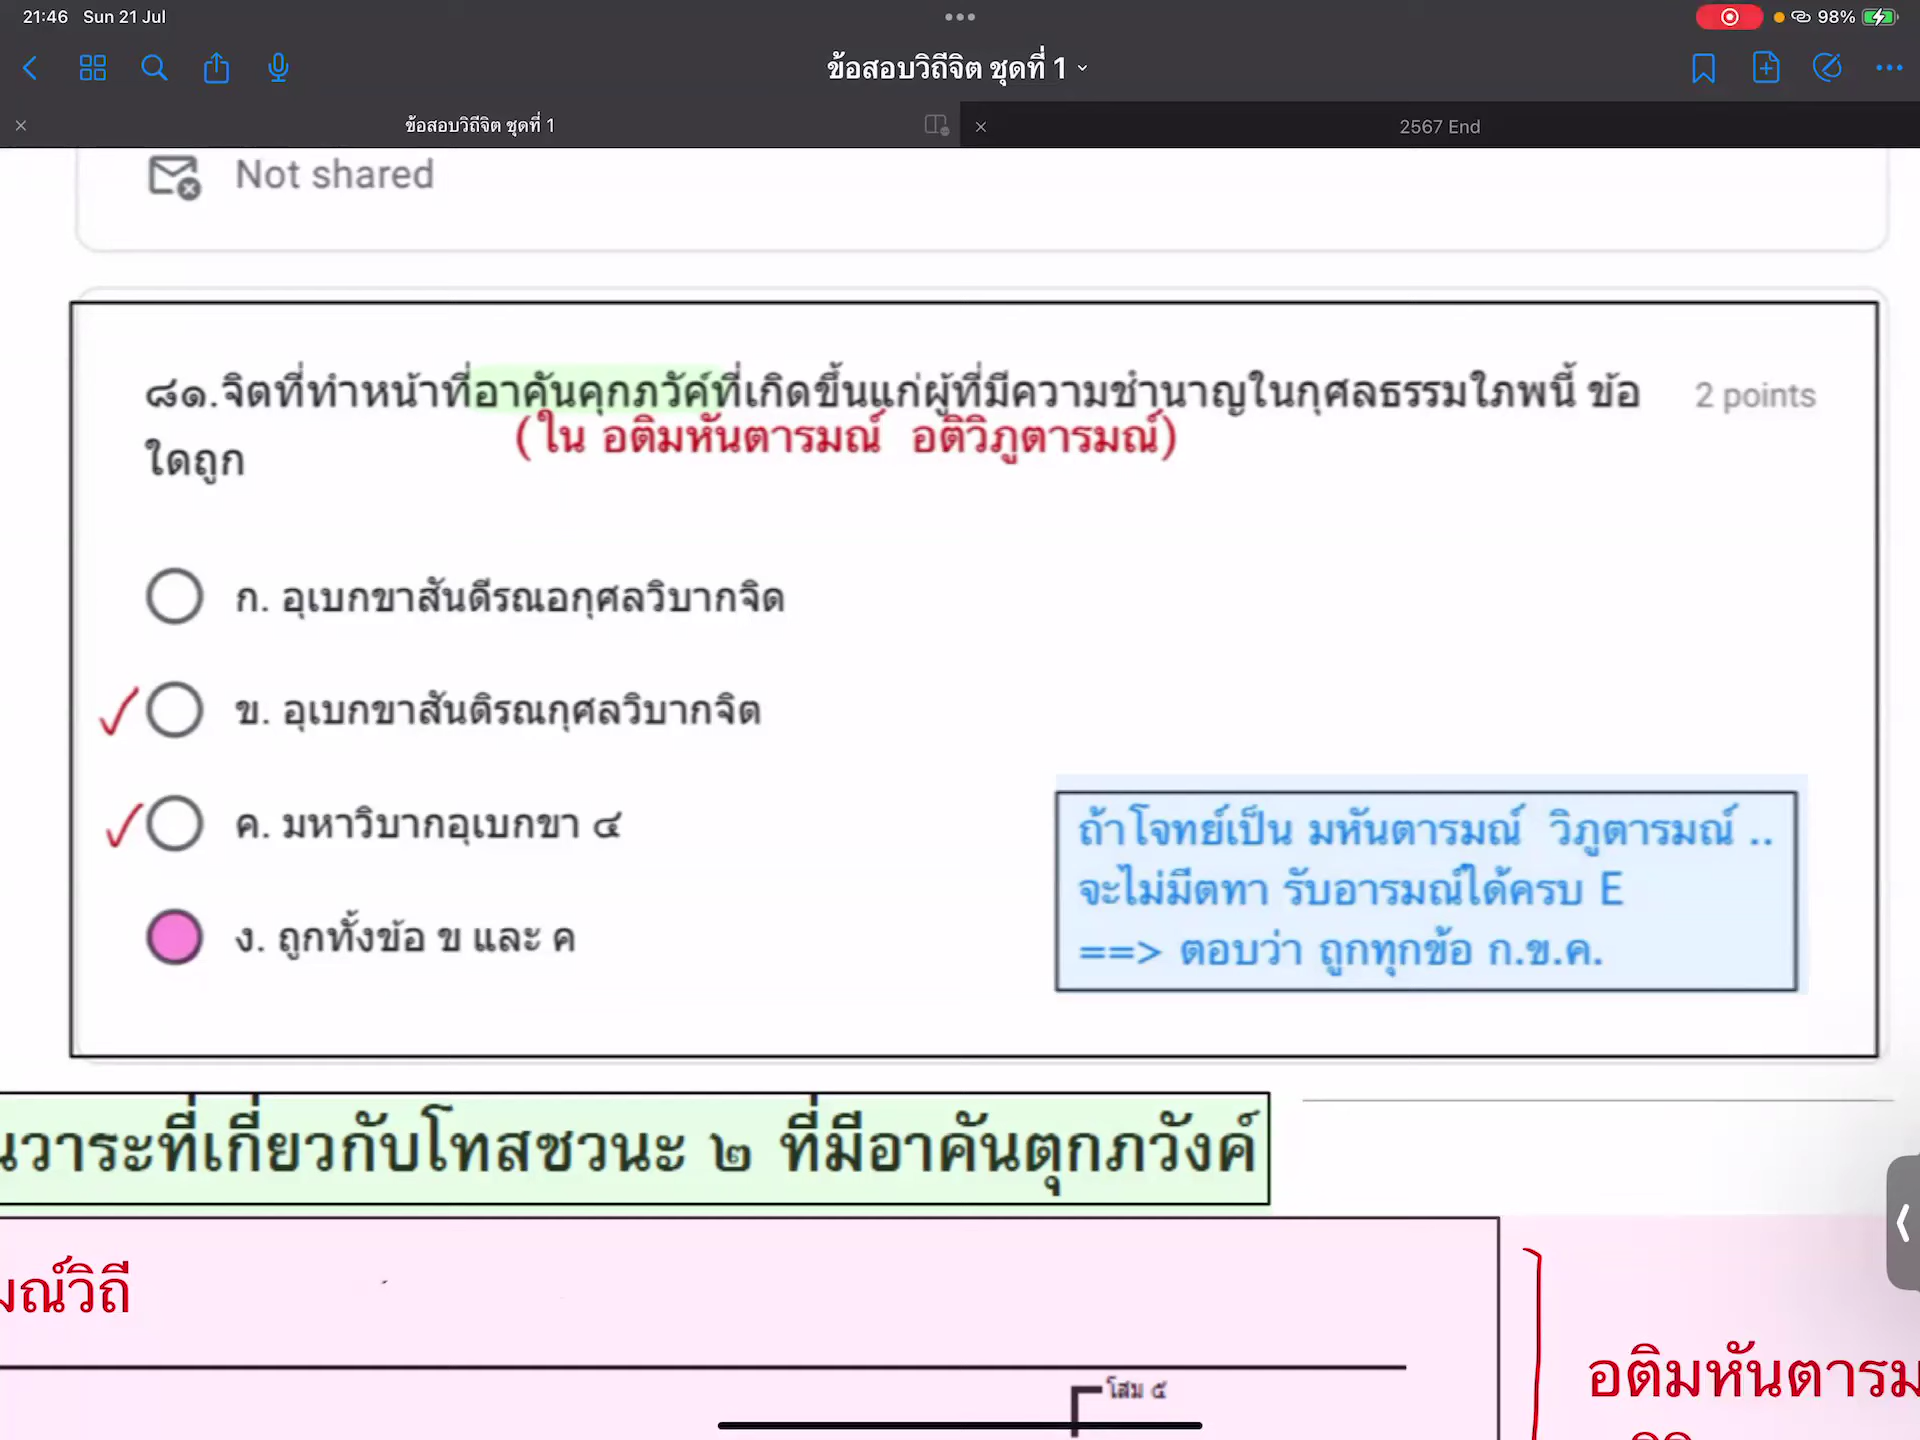 21:46 Sun 21 Jul
98%
ข้อสอบวิถีจิต ชุดที่ 1
ข้อสอบวิถีจิต ชุดที่ 1
2567 End
Not shared
๘๑.จิตที่ทำหน้าที่อาคันคุกภวัค์ที่เกิดขึ้นแก่ผู้ที่มีความชำนาญในกุศลธรรมใภพนี้ ข้อ
2 points
(ใน อติมหันตารมณ์ อติวิภูตารมณ์)
ใดถูก
ก. อุเบกขาสันตีรณอกุศลวิบากจิต
ข. อุเบกขาสันติรณกุศลวิบากจิต
ค. มหาวิบากอุเบกขา ๔
ง. ถูกทั้งข้อ ข และ ค
ถ้าโจทย์เป็น มหันตารมณ์ วิภูตารมณ์ ..
จะไม่มีตทา รับอารมณ์ได้ครบ E
==> ตอบว่า ถูกทุกข้อ ก.ข.ค.
นวาระที่เกี่ยวกับโทสชวนะ ๒ ที่มีอาคันตุกภวังค์
มณ์วิถี
อติมหันตารม
โสม ๕